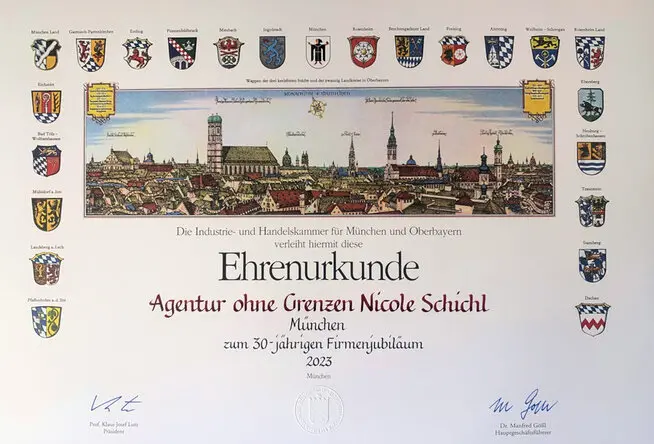 München Land
Garmisch-Partenkirchen
Erding
Fürstenfeldbruck
Miesbach
Ingolstadt
München
Rosenheim
Berchtesgadener Land
Freising
Altötting
Weilheim - Schongau
Rosenheim Land
Eichstätt
Ebersberg
Wappen der drei kreisfreien Städte und der zwanzig Landkreise in Oberbayern
Bad Tölz -
Wolfratshausen
Neuburg -
Schrobenhausen
Mühldorf a. Inn
Traunstein
Landsberg a. Lech
Starnberg
Pfaffenhofen a. d. Ilm
Dachau
Die Industrie- und Handelskammer für München und Oberbayern
verleiht hiermit diese
Ehrenurkunde
Agentur ohne Grenzen Nicole Schichl
München
zum 30-jährigen Firmenjubiläum
2023
München
Prof. Klaus Josef Lutz
Präsident
Dr. Manfred Gößl
Hauptgeschäftsführer